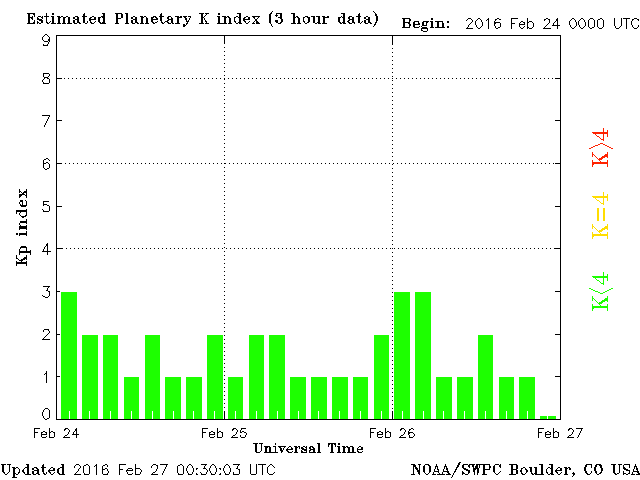 Estimated Planetary K index (3 hour data)
Begin: 2016 Feb 24 0000 UTC
9
8
7
6
5
4
3
2
1
0
Kp index
K>4
K=4
K<4
Feb 24
Feb 25
Feb 26
Feb 27
Universal Time
Updated 2016 Feb 27 00:30:03 UTC
NOAA/SWPC Boulder, CO USA